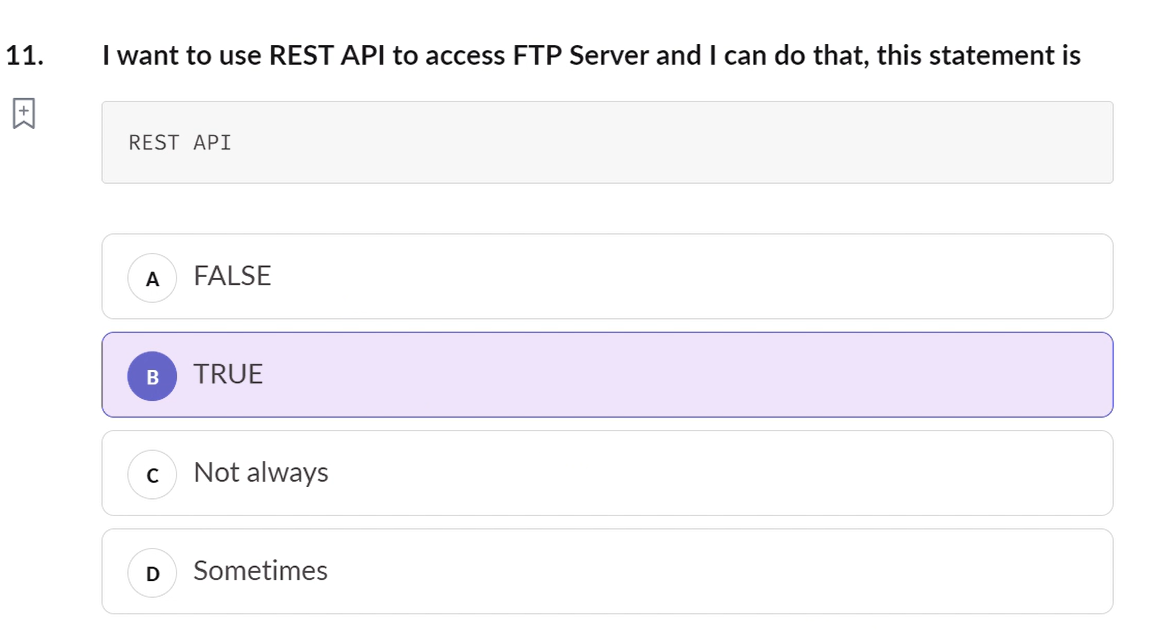 11. I want to use REST API to access FTP Server and I can do that, this statement is
REST API
A FALSE
B TRUE
C Not always
D Sometimes